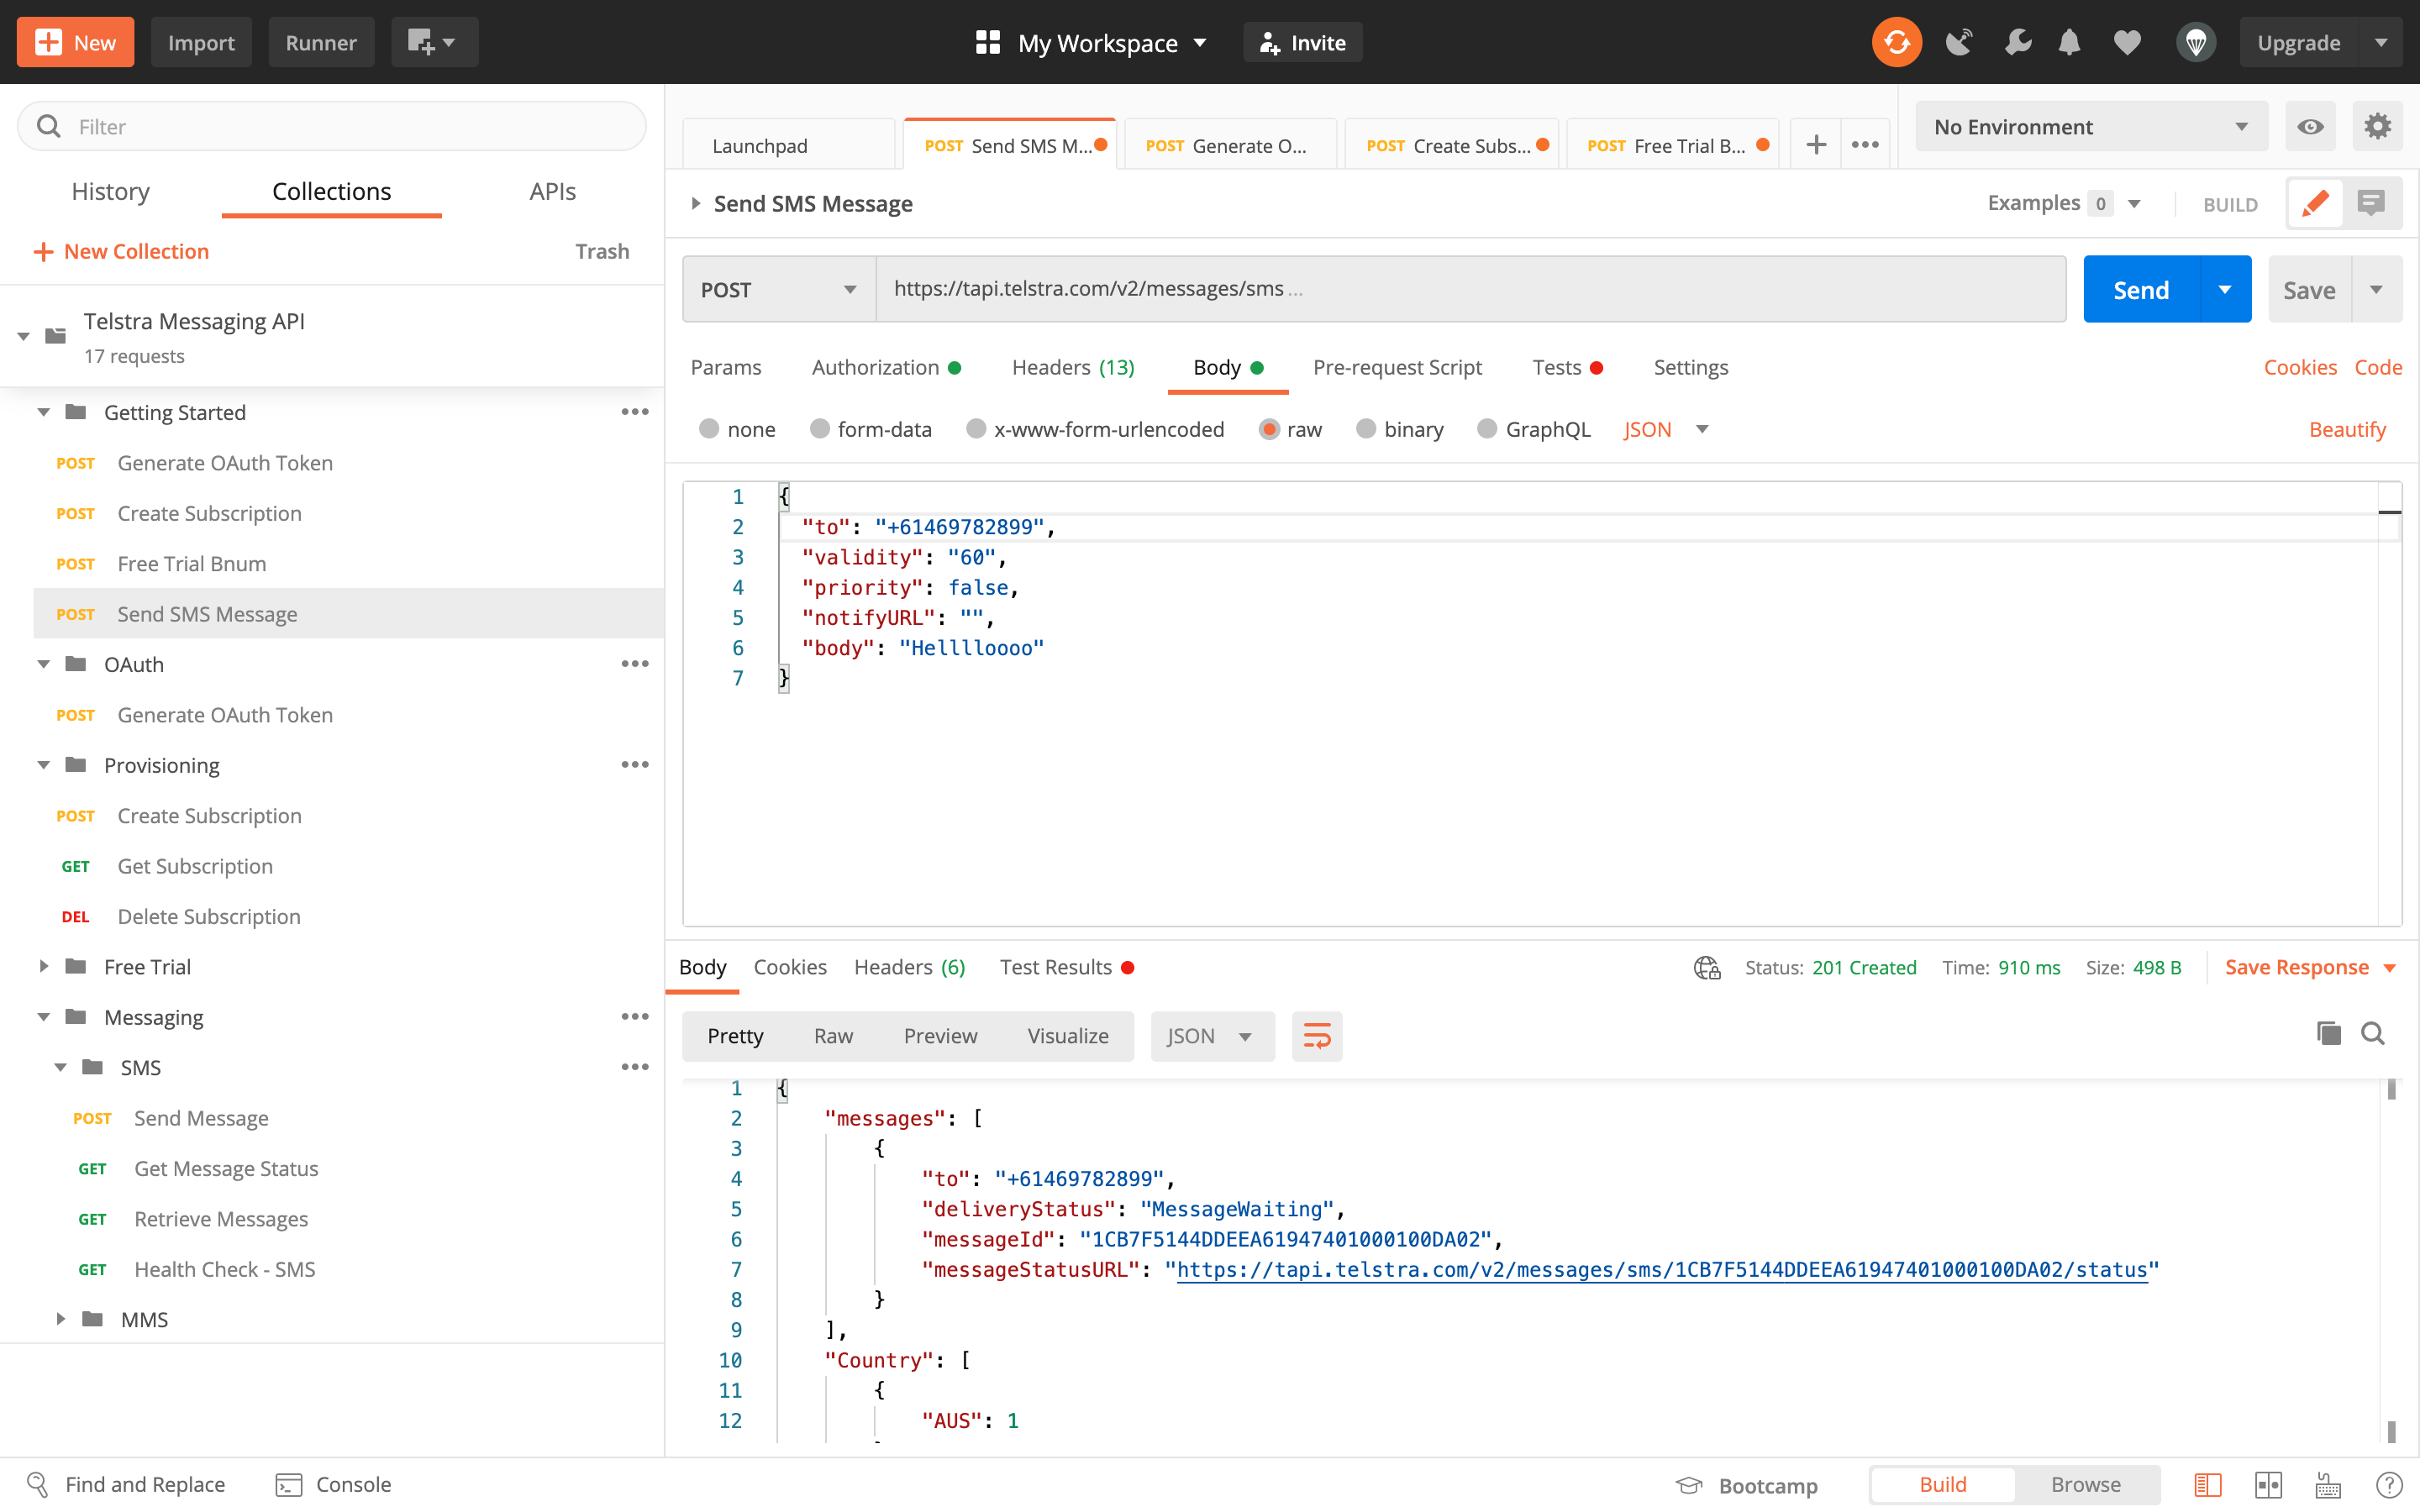 New
Import
Runner
My Workspace
Invite
Upgrade
Filter
History
Collections
APIs
New Collection
Trash
Telstra Messaging API
17 requests
Getting Started
POST Generate OAuth Token
POST Create Subscription
POST Free Trial Bnum
POST Send SMS Message
OAuth
POST Generate OAuth Token
Provisioning
POST Create Subscription
GET Get Subscription
DEL Delete Subscription
Free Trial
Messaging
SMS
POST Send Message
GET Get Message Status
GET Retrieve Messages
GET Health Check - SMS
MMS
Launchpad
POST Send SMS M...
POST Generate O...
POST Create Subs...
POST Free Trial B...
No Environment
Send SMS Message
Examples 0
BUILD
POST
https://tapi.telstra.com/v2/messages/sms ...
Send
Save
Params
Authorization
Headers (13)
Body
Pre-request Script
Tests
Settings
Cookies
Code
none
form-data
x-www-form-urlencoded
raw
binary
GraphQL
JSON
Beautify
1 {
2 "to": "+61469782899",
3 "validity": "60",
4 "priority": false,
5 "notifyURL": "",
6 "body": "Helllloooo"
7 }
Body
Cookies
Headers (6)
Test Results
Status: 201 Created
Time: 910 ms
Size: 498 B
Save Response
Pretty
Raw
Preview
Visualize
JSON
1 {
2 "messages": [
3 {
4 "to": "+61469782899",
5 "deliveryStatus": "MessageWaiting",
6 "messageId": "1CB7F5144DDEEA61947401000100DA02",
7 "messageStatusURL": "https://tapi.telstra.com/v2/messages/sms/1CB7F5144DDEEA61947401000100DA02/status"
8 }
9 ],
10 "Country": [
11 {
12 "AUS": 1
Find and Replace
Console
Bootcamp
Build
Browse